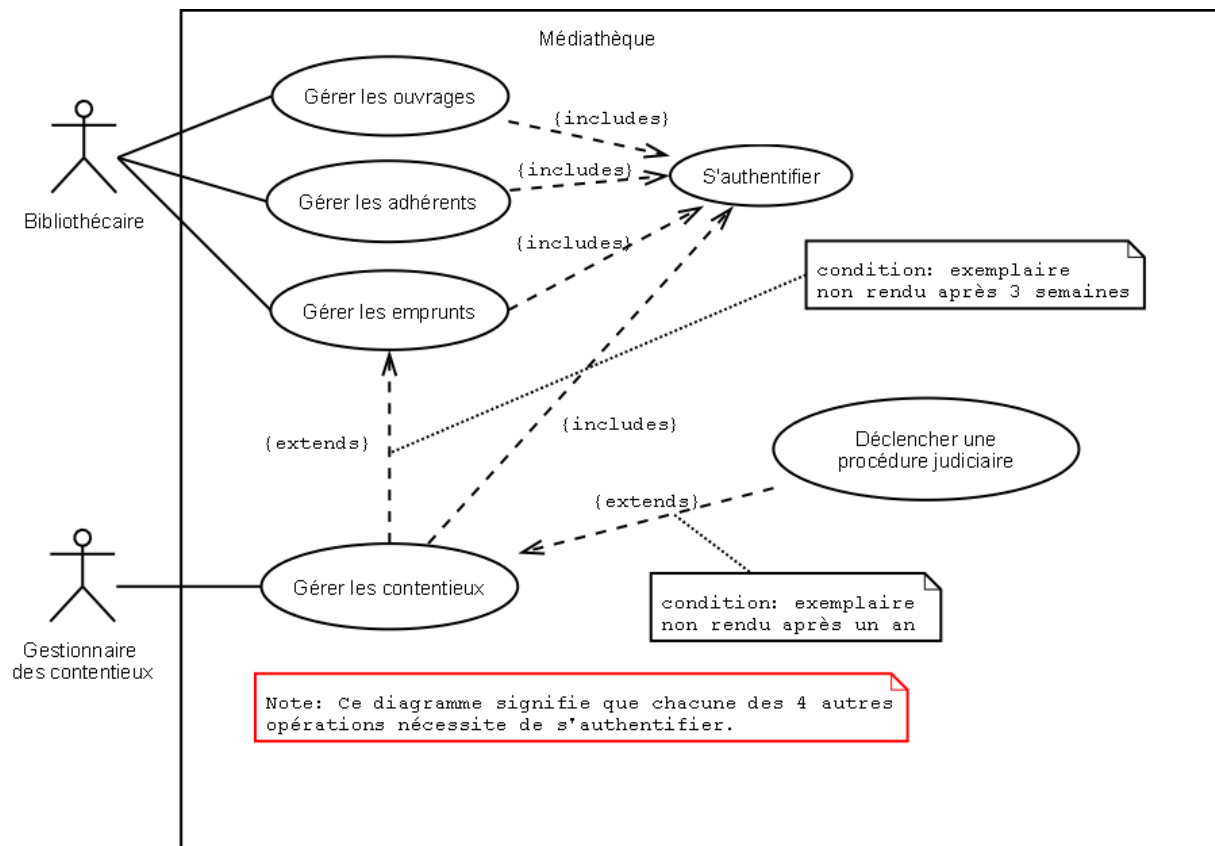 Médiathèque
Gérer les ouvrages
{includes}
S'authentifier
{includes}
Gérer les adhérents
Bibliothécaire
{includes}
condition: exemplaire
non rendu après 3 semaines
Gérer les emprunts
{includes}
{extends}
Déclencher une
procédure judiciaire
{extends}
Gérer les contentieux
condition: exemplaire
non rendu après un an
Gestionnaire
des contentieux
Note: Ce diagramme signifie que chacune des 4 autres
opérations nécessite de s'authentifier.